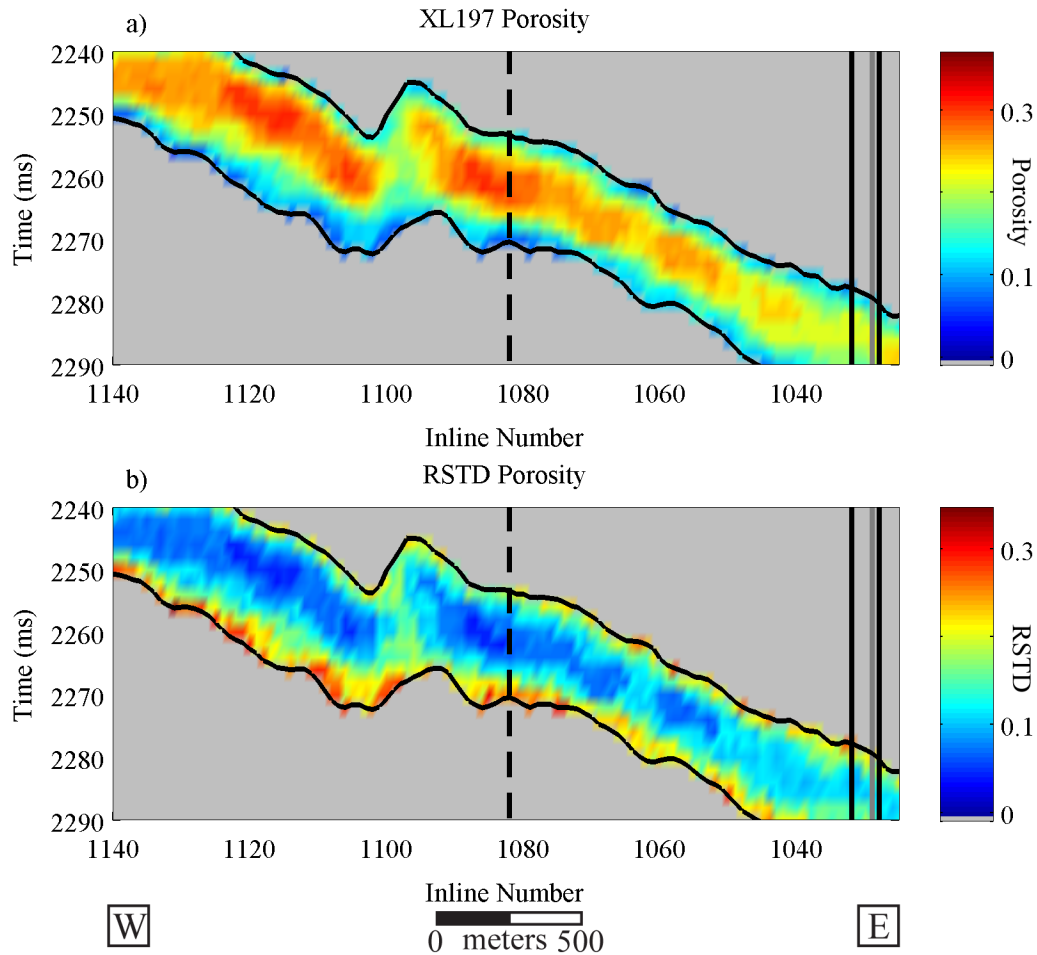 a)
XL197 Porosity
2240
2250
2260
2270
2280
2290
Time (ms)
1140 1120 1100 1080 1060 1040
Inline Number
0.3
0.1
0
Porosity
b)
RSTD Porosity
2240
2250
2260
2270
2280
2290
Time (ms)
1140 1120 1100 1080 1060 1040
Inline Number
0.3
0.1
0
RSTD
W
E
0 meters 500